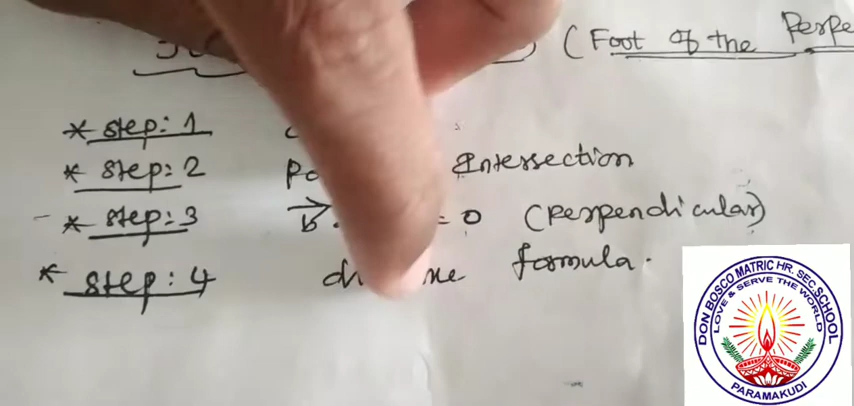 (Foot of the Perpe
* Step: 1
* Step: 2 Intersection
* Step: 3 = 0 (Perpendicular)
* Step: 4 formula.
DON BOSCO MATRIC HR. SEC. SCHOOL
LOVE & SERVE THE WORLD
PARAMAKUDI